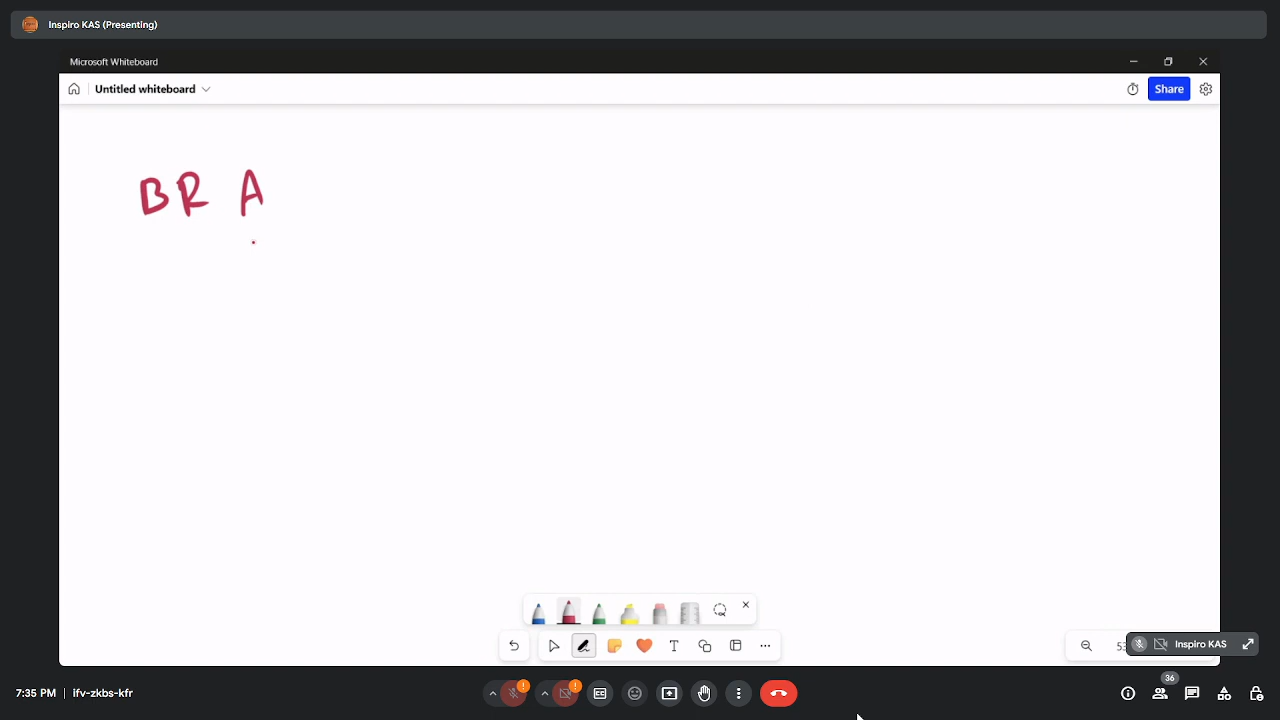 Inspiro KAS (Presenting)
Microsoft Whiteboard
Untitled whiteboard
Share
BR A
Inspiro KAS
36
7:35 PM | ifv-zkbs-kfr